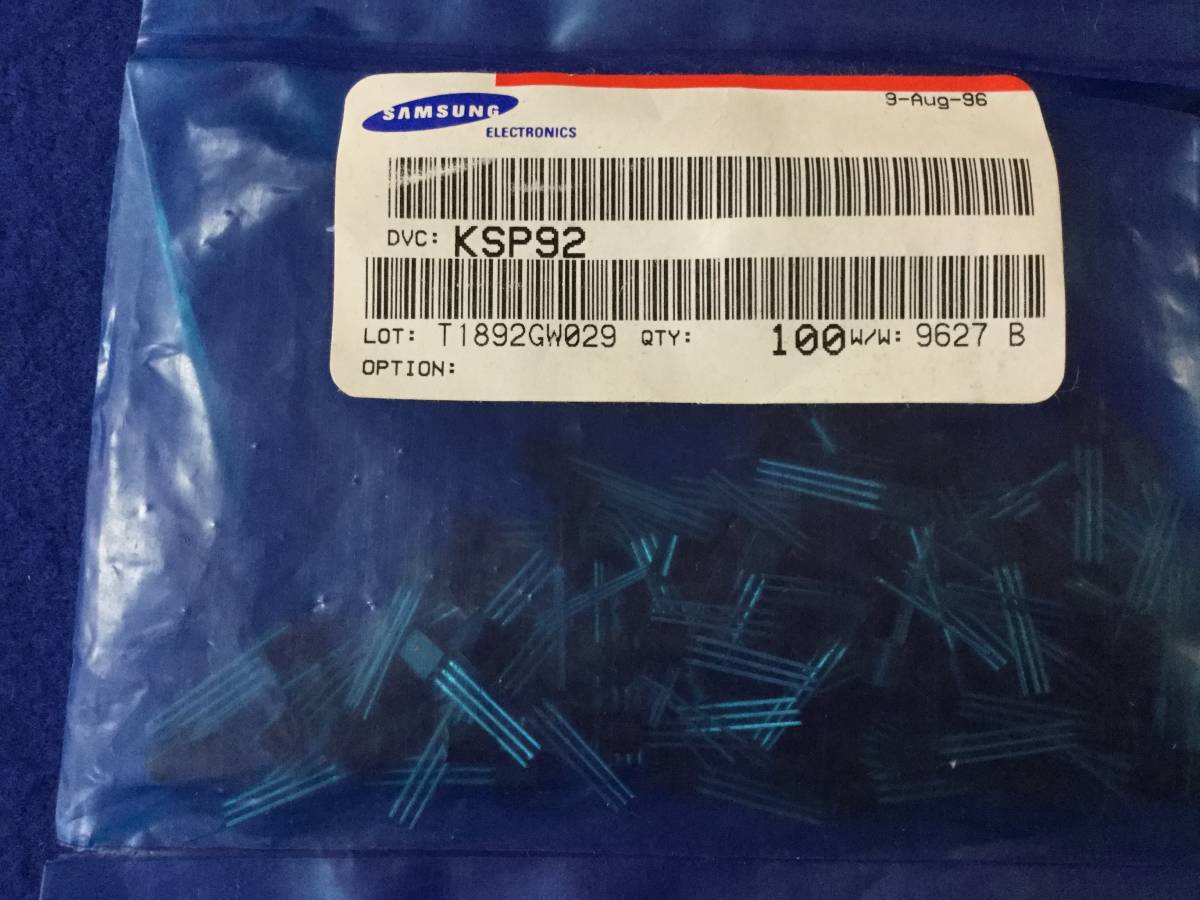 SAMSUNG
ELECTRONICS
9-Aug-96
DVC: KSP92
LOT: T1892GW029 QTY: 100 W/W: 9627 B
OPTION: